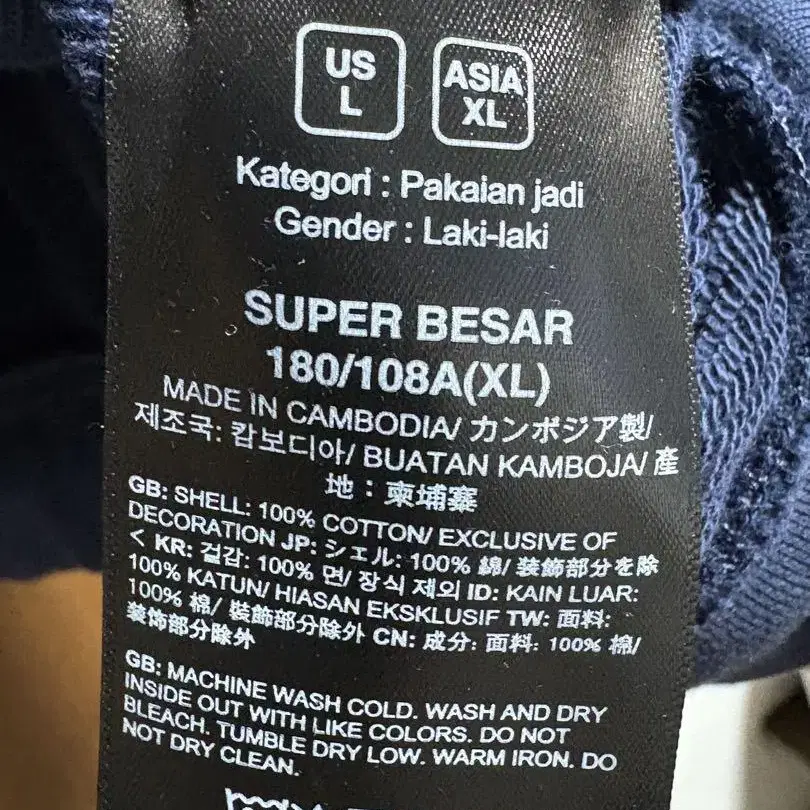 US
L
ASIA
XL
Kategori : Pakaian jadi
Gender : Laki-laki
SUPER BESAR
180/108A(XL)
MADE IN CAMBODIA/ カンボジア製/
제조국: 캄보디아/ BUATAN KAMBOJA/ 產
地：柬埔寨
GB: SHELL: 100% COTTON/ EXCLUSIVE OF
DECORATION JP: シェル: 100% 綿/ 装飾部分を除
く KR: 겉감: 100% 면/ 장식 제외 ID: KAIN LUAR:
100% KATUN/ HIASAN EKSKLUSIF TW: 面料:
100% 棉/ 裝飾部分除外 CN: 成分: 面料: 100% 棉/
装饰部分除外
GB: MACHINE WASH COLD. WASH AND DRY
INSIDE OUT WITH LIKE COLORS. DO NOT
BLEACH. TUMBLE DRY LOW. WARM IRON. DO
NOT DRY CLEAN.